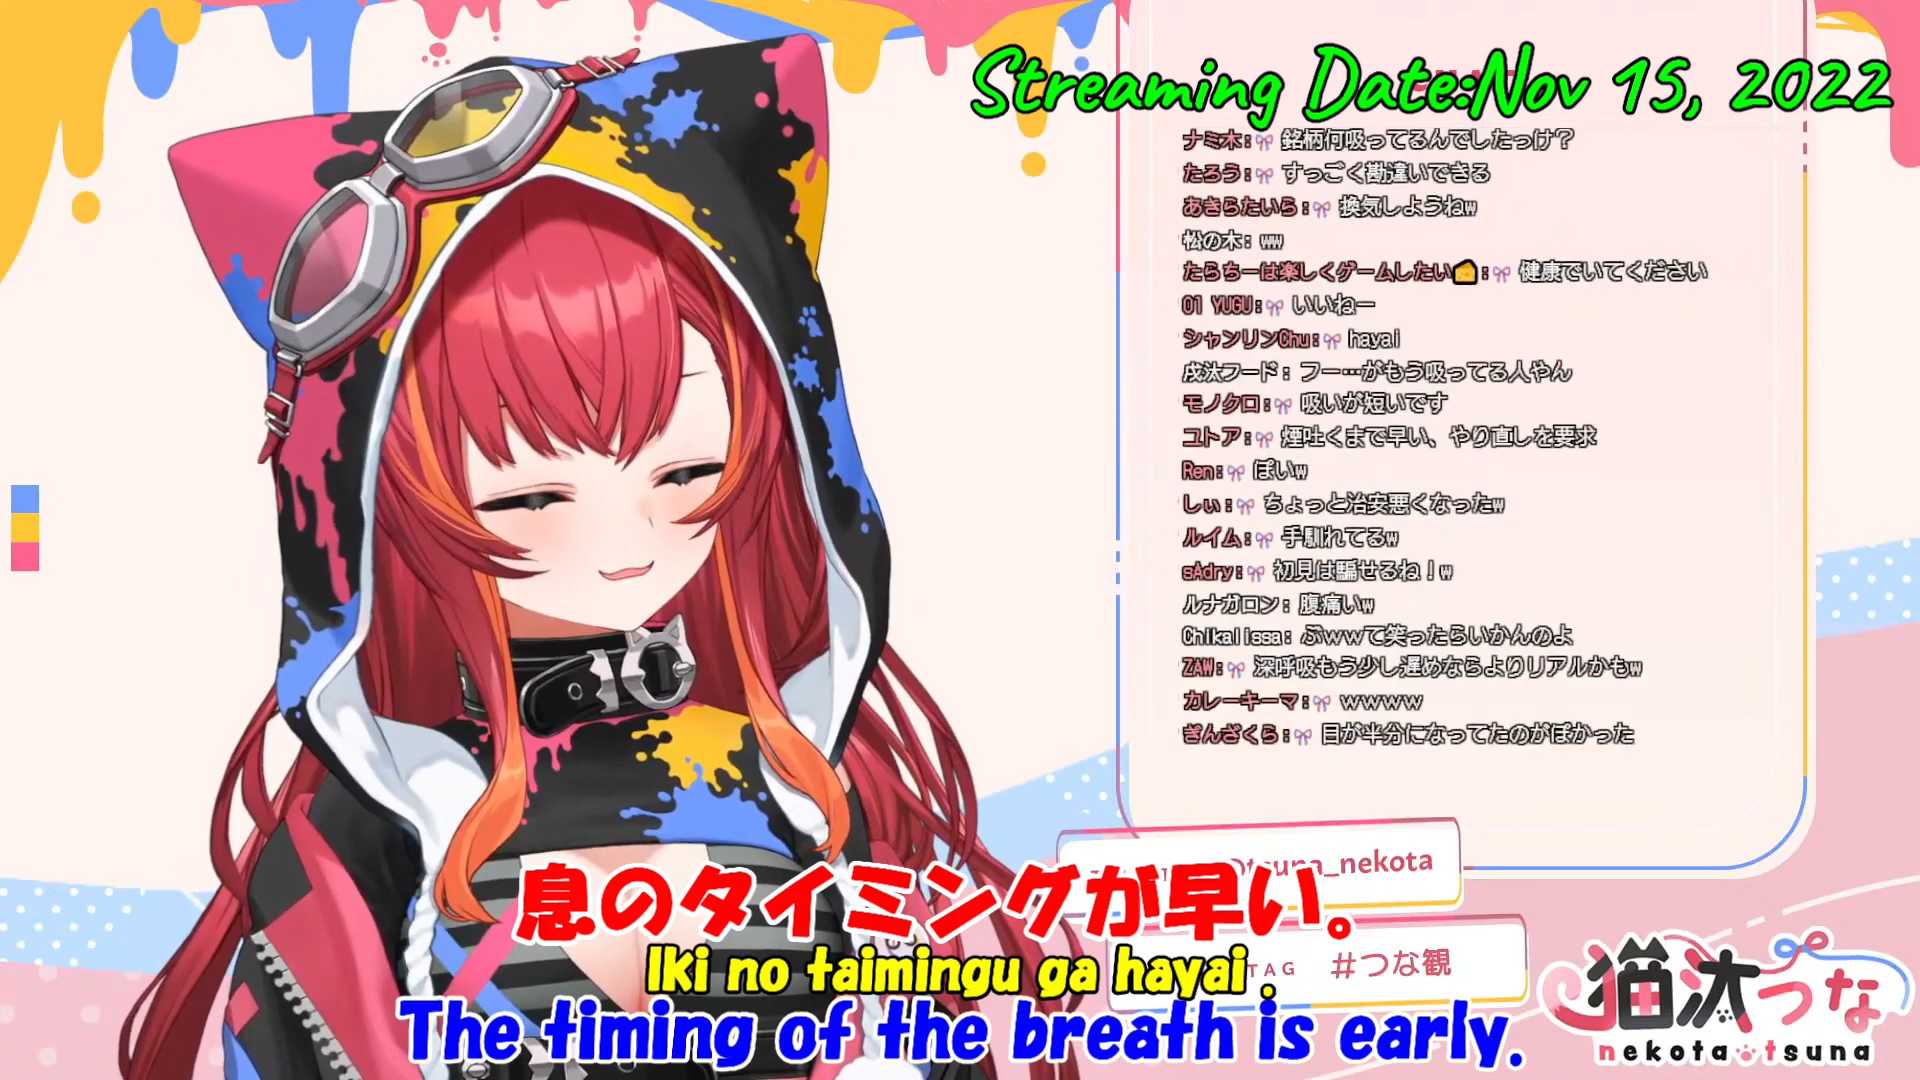 Streaming Date:Nov 15, 2022
ナミ木: 銘柄何吸ってるんでしたっけ?
たろう: すっごく勘違いできる
あきらたいら: 換気しようねw
松の木: ww
たらちーは楽しくゲームしたい🧀: 健康でいてください
01 YUGU: いいねー
シャンリンChu: hayai
戌汰フード: フー…がもう吸ってる人やん
モノクロ: 吸いが短いです
ユトア: 煙吐くまで早い、やり直しを要求
Ren: ぽいw
しぃ: ちょっと治安悪くなったw
ルイム: 手馴れてるw
sAdry: 初見は騙せるね!w
ルナガロン: 腹痛いw
Chikalissa: ぶwwて笑ったらいかんのよ
ZAW: 深呼吸もう少し遅めならよりリアルかもw
カレーキーマ: wwww
ぎんざくら: 目が半分になってたのがぽかった
@tsuna_nekota
息のタイミングが早い。
TAG #つな観
Iki no taimingu ga hayai .
The timing of the breath is early.
猫汰つな
nekota tsuna